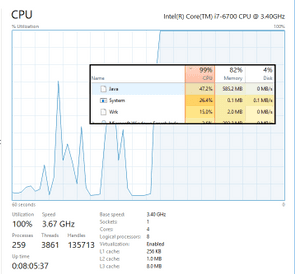 CPU
Intel(R) Core(TM) i7-6700 CPU @ 3.40GHz
% Utilization
100%
99%
82%
4%
Name
CPU
Memory
Disk
Java
47.2%
585.2 MB
0 MB/s
System
26.4%
0.1 MB
0.1 MB/s
15.0%
2.0 MB
0 MB/s
60 seconds
0
Utilization
Speed
100%
3.67 GHz
Processes
Threads
Handles
259
3861
135713
Up time
0:08:05:37
Base speed:
3.40 GHz
Sockets:
1
Cores:
4
Logical processors:
8
Virtualization:
Enabled
L1 cache:
256 KB
L2 cache:
1.0 MB
L3 cache:
8.0 MB